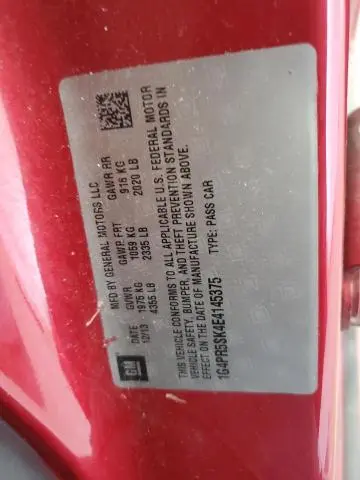 MFD BY GENERAL MOTORS LLC
DATE GVWR GAWR FRT GAWR RR
12/13 1975 KG 1059 KG 916 KG
4355 LB 2335 LB 2020 LB
THIS VEHICLE CONFORMS TO ALL APPLICABLE U.S. FEDERAL MOTOR
VEHICLE SAFETY, BUMPER, AND THEFT PREVENTION STANDARDS IN
EFFECT ON THE DATE OF MANUFACTURE SHOWN ABOVE.
1G4PR5SK4E4145375 TYPE: PASS CAR
GM